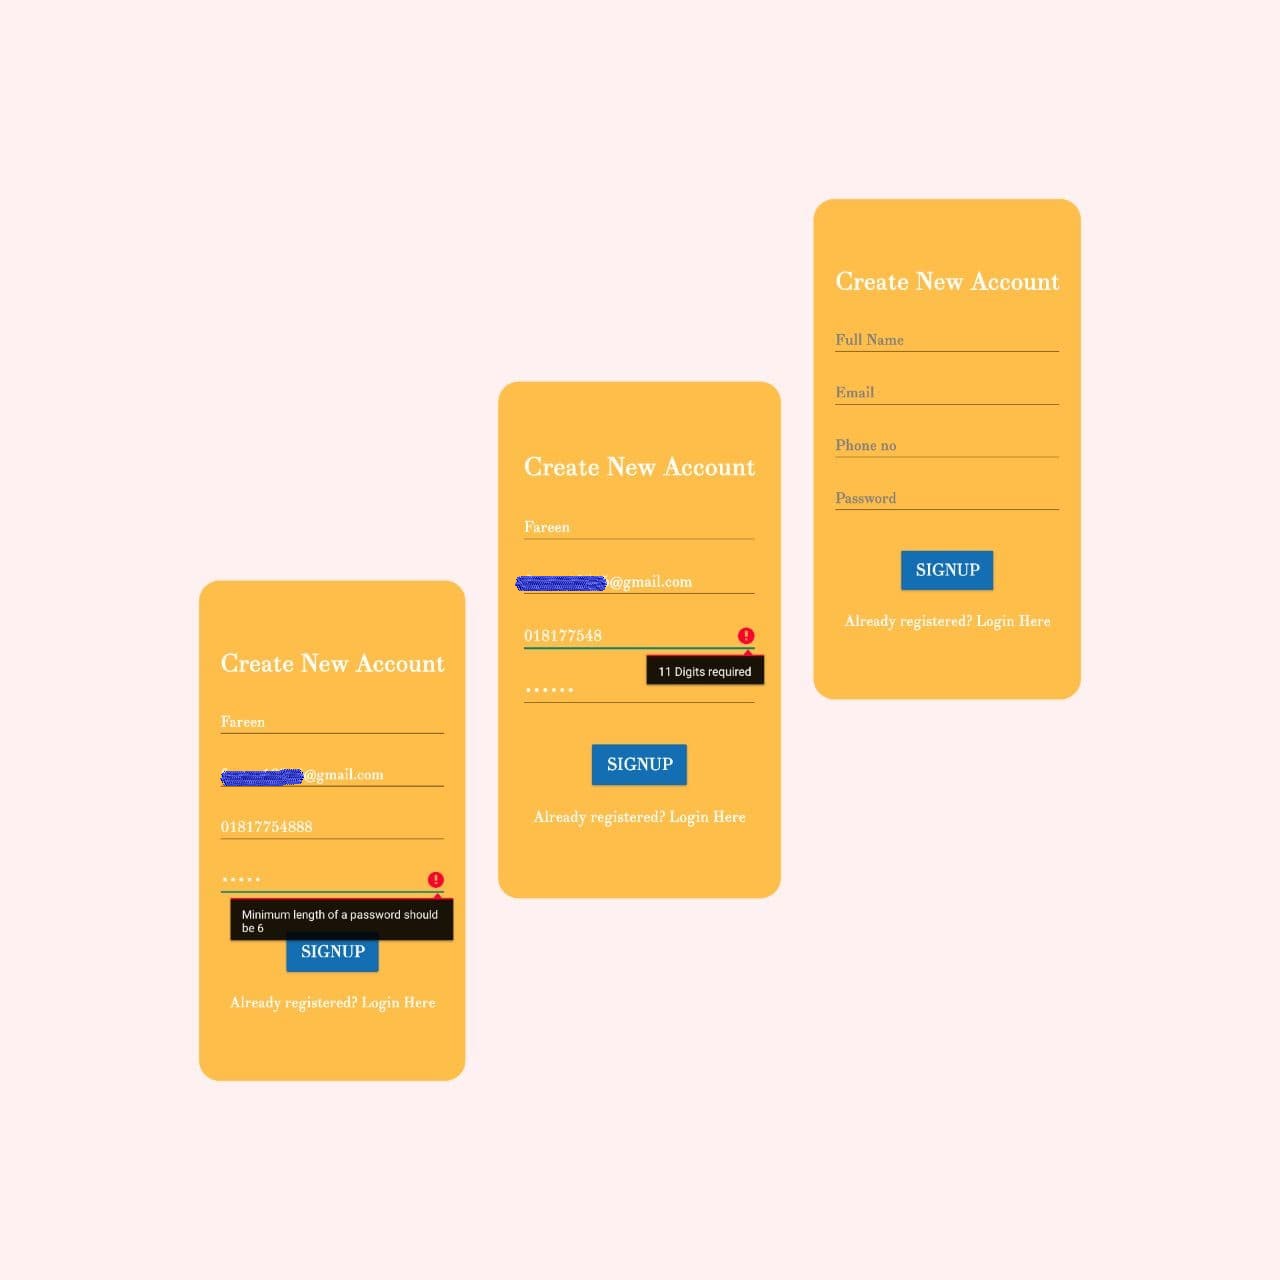 Create New Account
Fareen
@gmail.com
01817754888
•••••
Minimum length of a password should
be 6
SIGNUP
Already registered? Login Here
Create New Account
Fareen
@gmail.com
018177548
••••••
11 Digits required
SIGNUP
Already registered? Login Here
Create New Account
Full Name
Email
Phone no
Password
SIGNUP
Already registered? Login Here